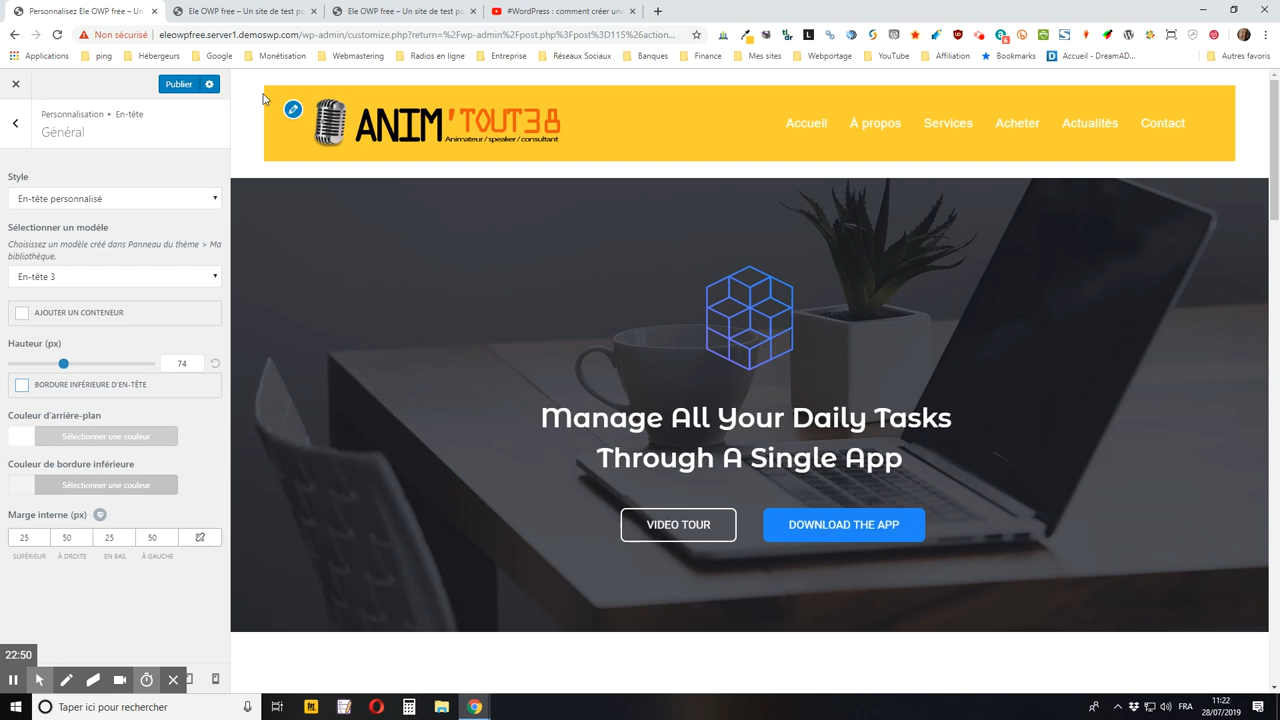 Personnalisez Ele OWP free – Un s
Ele OWP free – Un site de test po
Ele OWP free – Un site de test po
#WordPress : comment créer une
Non sécurisé
eleowpfree.server1.demoswp.com/wp-admin/customize.php?return=%2Fwp-admin%2Fpost.php%3Fpost%3D115%26action...
Applications
ping
Hébergeurs
Google
Monétisation
Webmastering
Radios en ligne
Entreprise
Réseaux Sociaux
Banques
Finance
Mes sites
Webportage
YouTube
Affiliation
Bookmarks
Accueil - DreamAD...
Autres favoris
Publier
Personnalisation ▸ En-tête
Général
Style
En-tête personnalisé
Sélectionner un modèle
Choisissez un modèle créé dans Panneau du thème > Ma
bibliothèque.
En-tête 3
AJOUTER UN CONTENEUR
Hauteur (px)
74
BORDURE INFÉRIEURE D'EN-TÊTE
Couleur d'arrière-plan
Sélectionner une couleur
Couleur de bordure inférieure
Sélectionner une couleur
Marge interne (px)
25 50 25 50
SUPÉRIEUR À DROITE EN BAS À GAUCHE
ANIM'TOUT38
Animateur/speaker/consultant
Accueil À propos Services Acheter Actualités Contact
Manage All Your Daily Tasks
Through A Single App
VIDEO TOUR
DOWNLOAD THE APP
22:50
Taper ici pour rechercher
FRA
11:22
28/07/2019